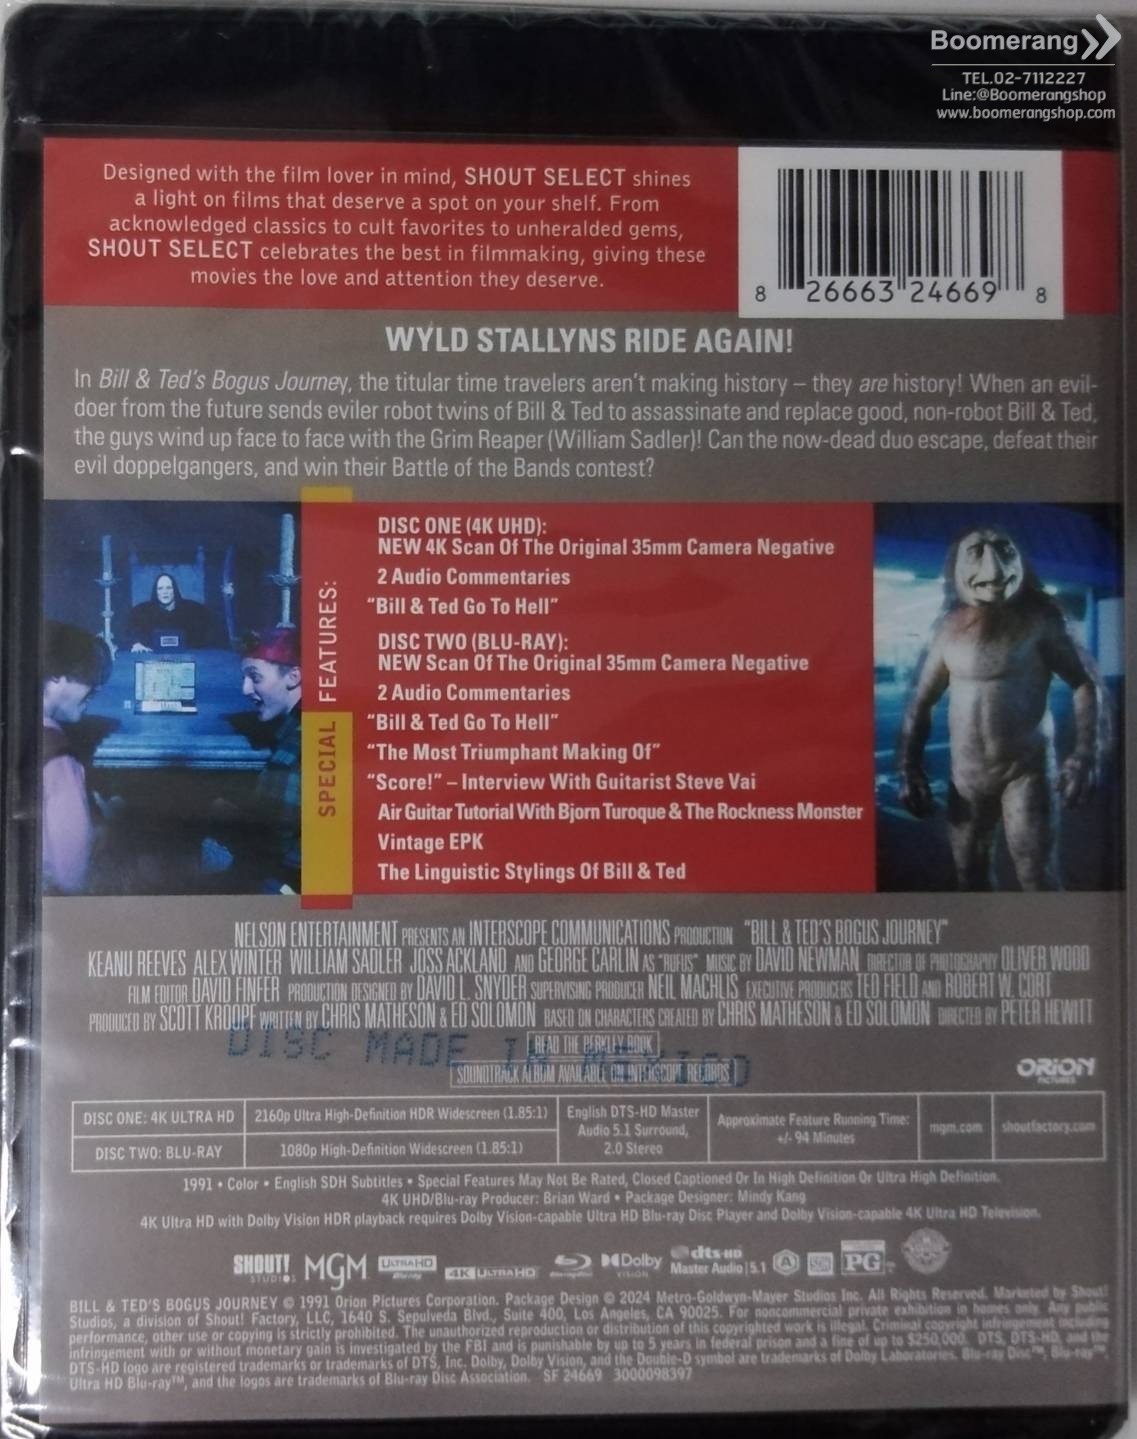 Boomerang
TEL.02-7112227
Line:@Boomerangshop
www.boomerangshop.com
Designed with the film lover in mind, SHOUT SELECT shines
a light on films that deserve a spot on your shelf. From
acknowledged classics to cult favorites to unheralded gems,
SHOUT SELECT celebrates the best in filmmaking, giving these
movies the love and attention they deserve.
8 26663 24669 8
WYLD STALLYNS RIDE AGAIN!
In Bill & Ted's Bogus Journey, the titular time travelers aren't making history – they are history! When an evil-
doer from the future sends eviler robot twins of Bill & Ted to assassinate and replace good, non-robot Bill & Ted,
the guys wind up face to face with the Grim Reaper (William Sadler)! Can the now-dead duo escape, defeat their
evil doppelgangers, and win their Battle of the Bands contest?
SPECIAL FEATURES:
DISC ONE (4K UHD):
NEW 4K Scan Of The Original 35mm Camera Negative
2 Audio Commentaries
"Bill & Ted Go To Hell"
DISC TWO (BLU-RAY):
NEW Scan Of The Original 35mm Camera Negative
2 Audio Commentaries
"Bill & Ted Go To Hell"
"The Most Triumphant Making Of"
"Score!" – Interview With Guitarist Steve Vai
Air Guitar Tutorial With Bjorn Turoque & The Rockness Monster
Vintage EPK
The Linguistic Stylings Of Bill & Ted
NELSON ENTERTAINMENT PRESENTS AN INTERSCOPE COMMUNICATIONS PRODUCTION "BILL & TED'S BOGUS JOURNEY"
KEANU REEVES ALEX WINTER WILLIAM SADLER JOSS ACKLAND AND GEORGE CARLIN AS "RUFUS" MUSIC BY DAVID NEWMAN DIRECTOR OF PHOTOGRAPHY OLIVER WOOD
FILM EDITOR DAVID FINFER PRODUCTION DESIGNED BY DAVID L. SNYDER SUPERVISING PRODUCER NEIL MACHLIS EXECUTIVE PRODUCERS TED FIELD AND ROBERT W. CORT
PRODUCED BY SCOTT KROOPF WRITTEN BY CHRIS MATHESON & ED SOLOMON BASED ON CHARACTERS CREATED BY CHRIS MATHESON & ED SOLOMON DIRECTED BY PETER HEWITT
DISC MADE IN MEXICO
READ THE BERKLEY BOOK
SOUNDTRACK ALBUM AVAILABLE ON INTERSCOPE RECORDS
ORION
PICTURES
DISC ONE: 4K ULTRA HD 2160p Ultra High-Definition HDR Widescreen (1.85:1)
DISC TWO: BLU-RAY 1080p High-Definition Widescreen (1.85:1)
English DTS-HD Master
Audio 5.1 Surround,
2.0 Stereo
Approximate Feature Running Time:
+/- 94 Minutes
mgm.com
shoutfactory.com
1991 • Color • English SDH Subtitles • Special Features May Not Be Rated, Closed Captioned Or In High Definition Or Ultra High Definition.
4K UHD/Blu-ray Producer: Brian Ward • Package Designer: Mindy Kang
4K Ultra HD with Dolby Vision HDR playback requires Dolby Vision-capable Ultra HD Blu-ray Disc Player and Dolby Vision-capable 4K Ultra HD Television.
SHOUT! STUDIOS MGM ULTRA HD Blu-ray 4K ULTRA HD Blu-ray Disc Dolby VISION dts-HD Master Audio | 5.1 PG
BILL & TED'S BOGUS JOURNEY © 1991 Orion Pictures Corporation. Package Design © 2024 Metro-Goldwyn-Mayer Studios Inc. All Rights Reserved. Marketed by Shout!
Studios, a division of Shout! Factory, LLC, 1640 S. Sepulveda Blvd., Suite 400, Los Angeles, CA 90025. For noncommercial private exhibition in homes only. Any public
performance, other use or copying is strictly prohibited. The unauthorized reproduction or distribution of this copyrighted work is illegal. Criminal copyright infringement including
infringement with or without monetary gain is investigated by the FBI and is punishable by up to 5 years in federal prison and a fine of up to $250,000. DTS, DTS-HD, and the
DTS-HD logo are registered trademarks or trademarks of DTS, Inc. Dolby, Dolby Vision, and the Double-D symbol are trademarks of Dolby Laboratories. Blu-ray Disc™, Blu-ray™,
Ultra HD Blu-ray™, and the logos are trademarks of Blu-ray Disc Association. SF 24669 3000098397